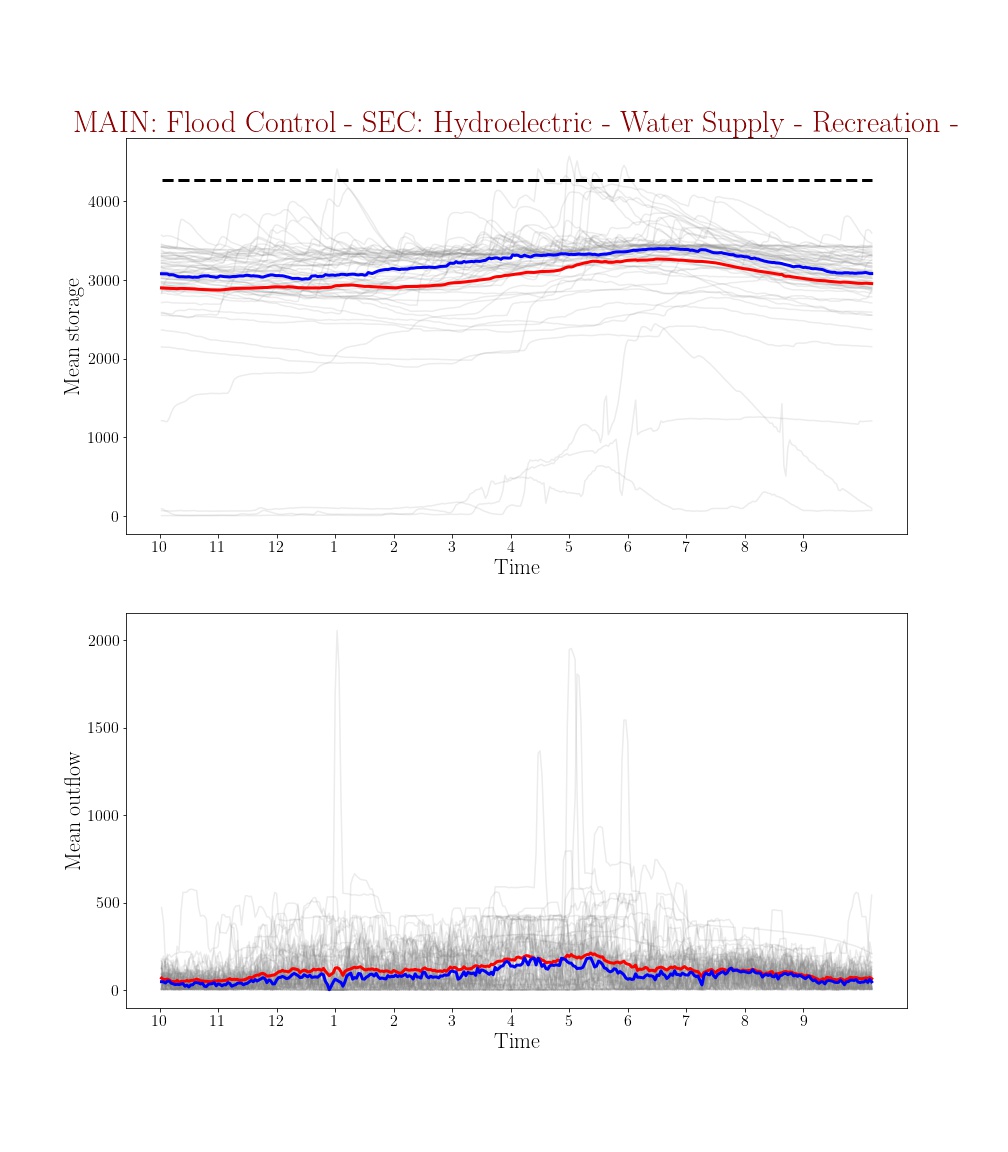 MAIN: Flood Control - SEC: Hydroelectric - Water Supply - Recreation -
Mean storage
4000
3000
2000
1000
0
10 11 12 1 2 3 4 5 6 7 8 9
Time
Mean outflow
2000
1500
1000
500
0
10 11 12 1 2 3 4 5 6 7 8 9
Time